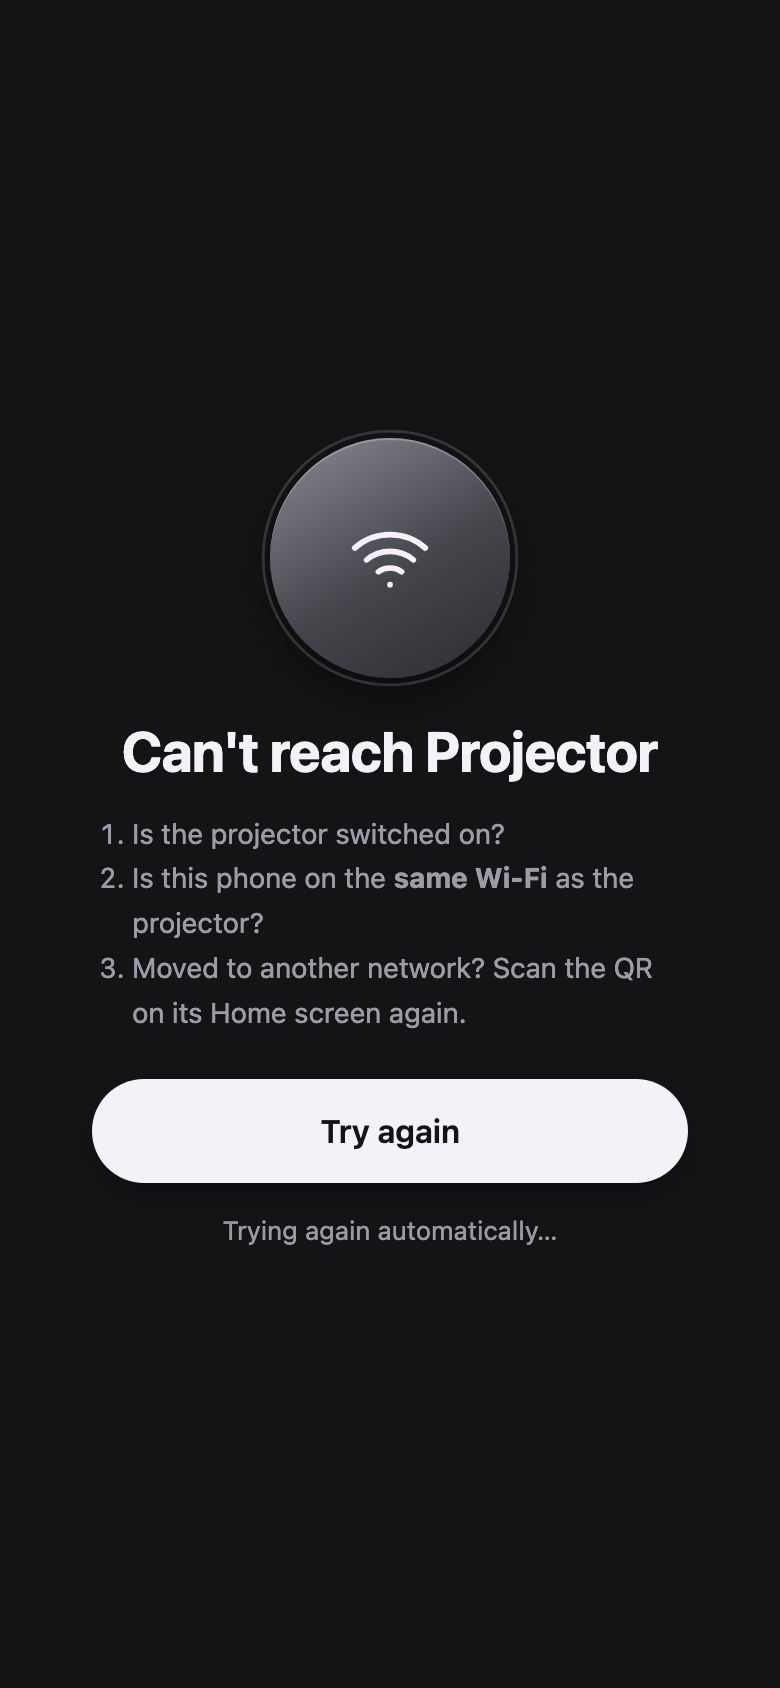 Can't reach Projector
1. Is the projector switched on?
2. Is this phone on the same Wi-Fi as the
projector?
3. Moved to another network? Scan the QR
on its Home screen again.
Try again
Trying again automatically...